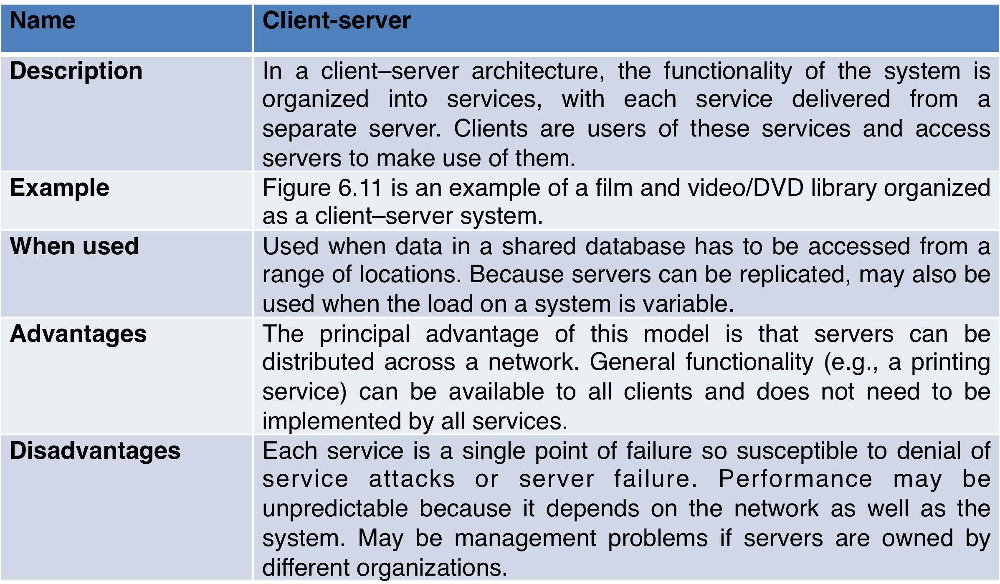 Name
Client-server
Description
In a client–server architecture, the functionality of the system is
organized into services, with each service delivered from a
separate server. Clients are users of these services and access
servers to make use of them.
Example
Figure 6.11 is an example of a film and video/DVD library organized
as a client–server system.
When used
Used when data in a shared database has to be accessed from a
range of locations. Because servers can be replicated, may also be
used when the load on a system is variable.
Advantages
The principal advantage of this model is that servers can be
distributed across a network. General functionality (e.g., a printing
service) can be available to all clients and does not need to be
implemented by all services.
Disadvantages
Each service is a single point of failure so susceptible to denial of
service attacks or server failure. Performance may be
unpredictable because it depends on the network as well as the
system. May be management problems if servers are owned by
different organizations.